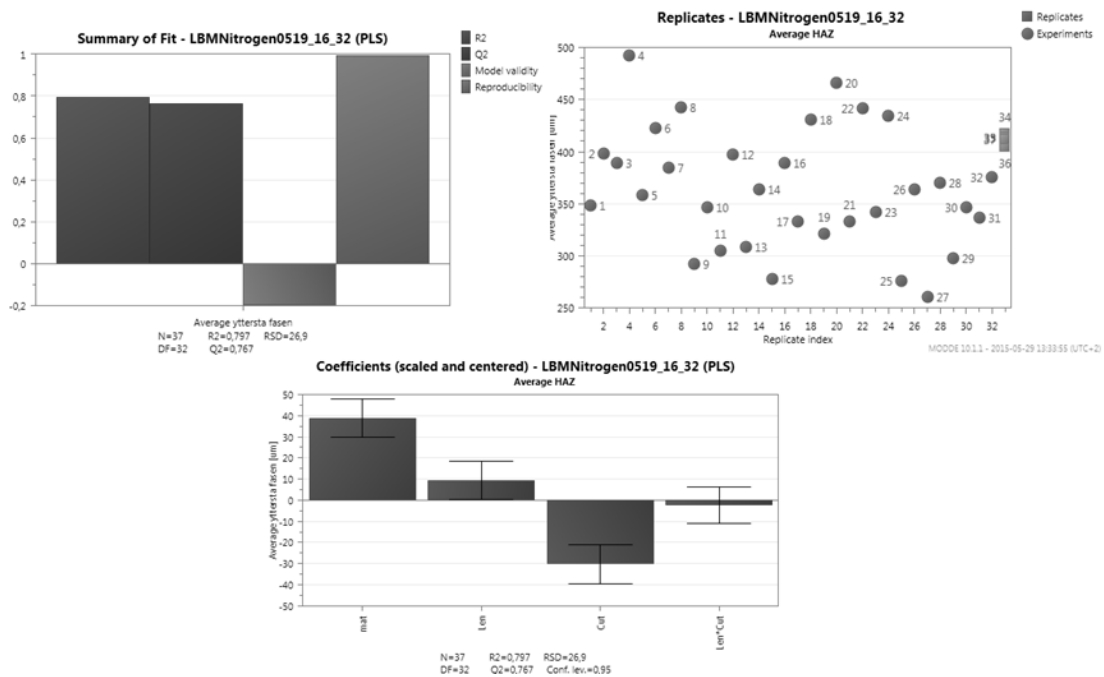 Summary of Fit - LBMNitrogen0519_16_32 (PLS)
R2
Q2
Model validity
Reproducibility
1
0,8
0,6
0,4
0,2
0
-0,2
Average yttersta fasen
N=37 R2=0,797 RSD=26,9
DF=32 Q2=0,767
Replicates - LBMNitrogen0519_16_32
Average HAZ
Replicates
Experiments
Average yttersta fasen [um]
500
450
400
350
300
250
1
2
3
4
5
6
7
8
9
10
11
12
13
14
15
16
17
18
19
20
21
22
23
24
25
26
27
28
29
30
31
32
34
36
2 4 6 8 10 12 14 16 18 20 22 24 26 28 30 32
Replicate index
MODDE 10.1.1 - 2015-05-29 13:33:55 (UTC+2)
Coefficients (scaled and centered) - LBMNitrogen0519_16_32 (PLS)
Average HAZ
Average yttersta fasen [um]
50
40
30
20
10
0
-10
-20
-30
-40
-50
mat
Len
Cut
Len*Cut
N=37 R2=0,797 RSD=26,9
DF=32 Q2=0,767 Conf. lev.=0,95